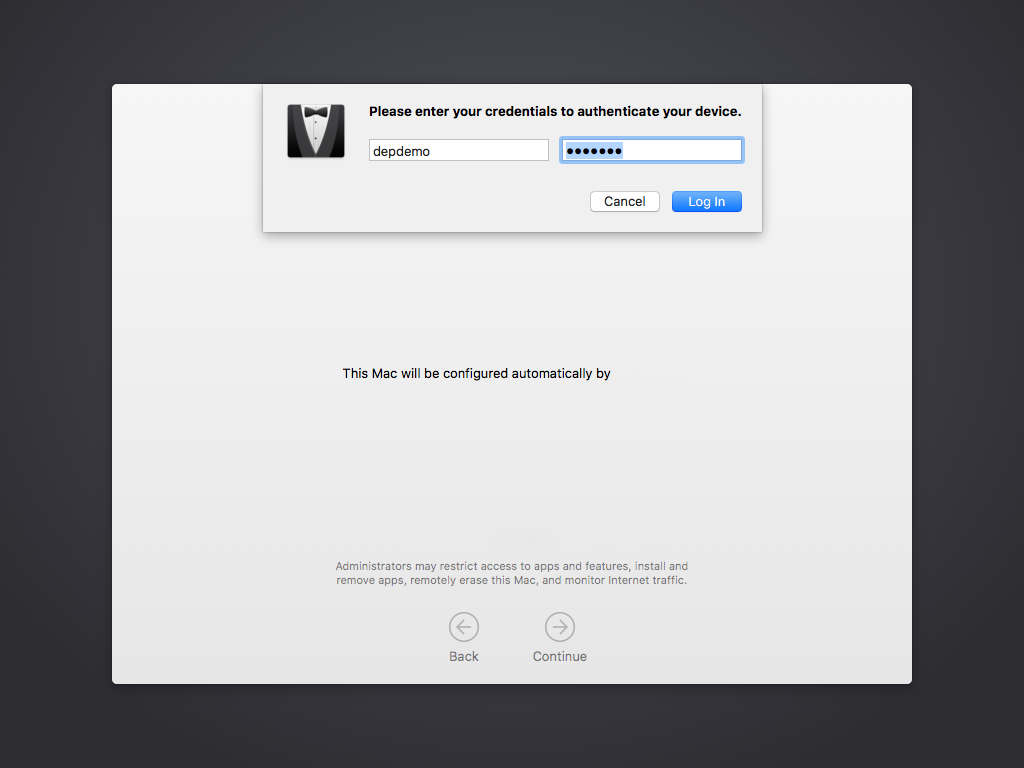 Please enter your credentials to authenticate your device.
depdemo •••••••
Cancel Log In
This Mac will be configured automatically by
Administrators may restrict access to apps and features, install and
remove apps, remotely erase this Mac, and monitor Internet traffic.
Back Continue